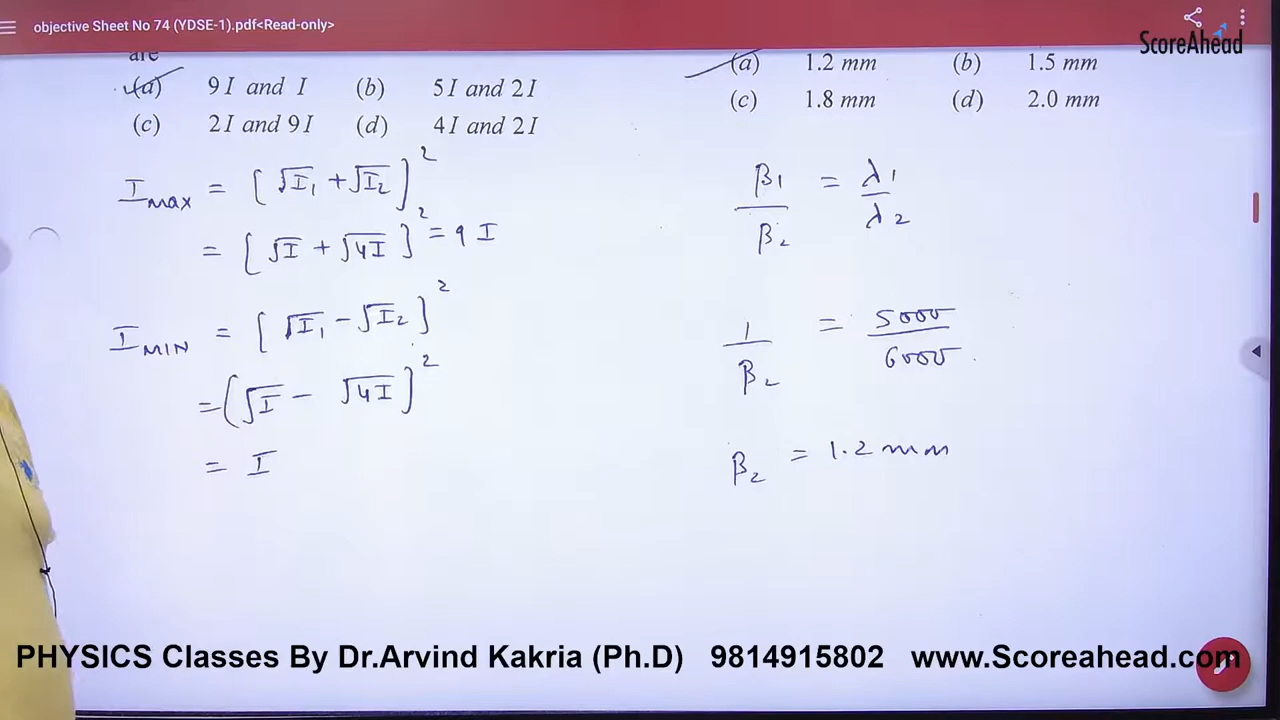 objective Sheet No 74 (YDSE-1).pdf<Read-only>
ScoreAhead
are
(a) 9I and I (b) 5I and 2I
(c) 2I and 9I (d) 4I and 2I
I MAX = [√I₁ + √I₂]²
= [√I + √4I]² = 9 I
I MIN = [√I₁ − √I₂]²
= (√I − √4I)²
= I
(a) 1.2 mm (b) 1.5 mm
(c) 1.8 mm (d) 2.0 mm
β₁/β₂ = λ₁/λ₂
1/β₂ = 5000/6000
β₂ = 1.2 mm
PHYSICS Classes By Dr.Arvind Kakria (Ph.D) 9814915802 www.Scoreahead.com